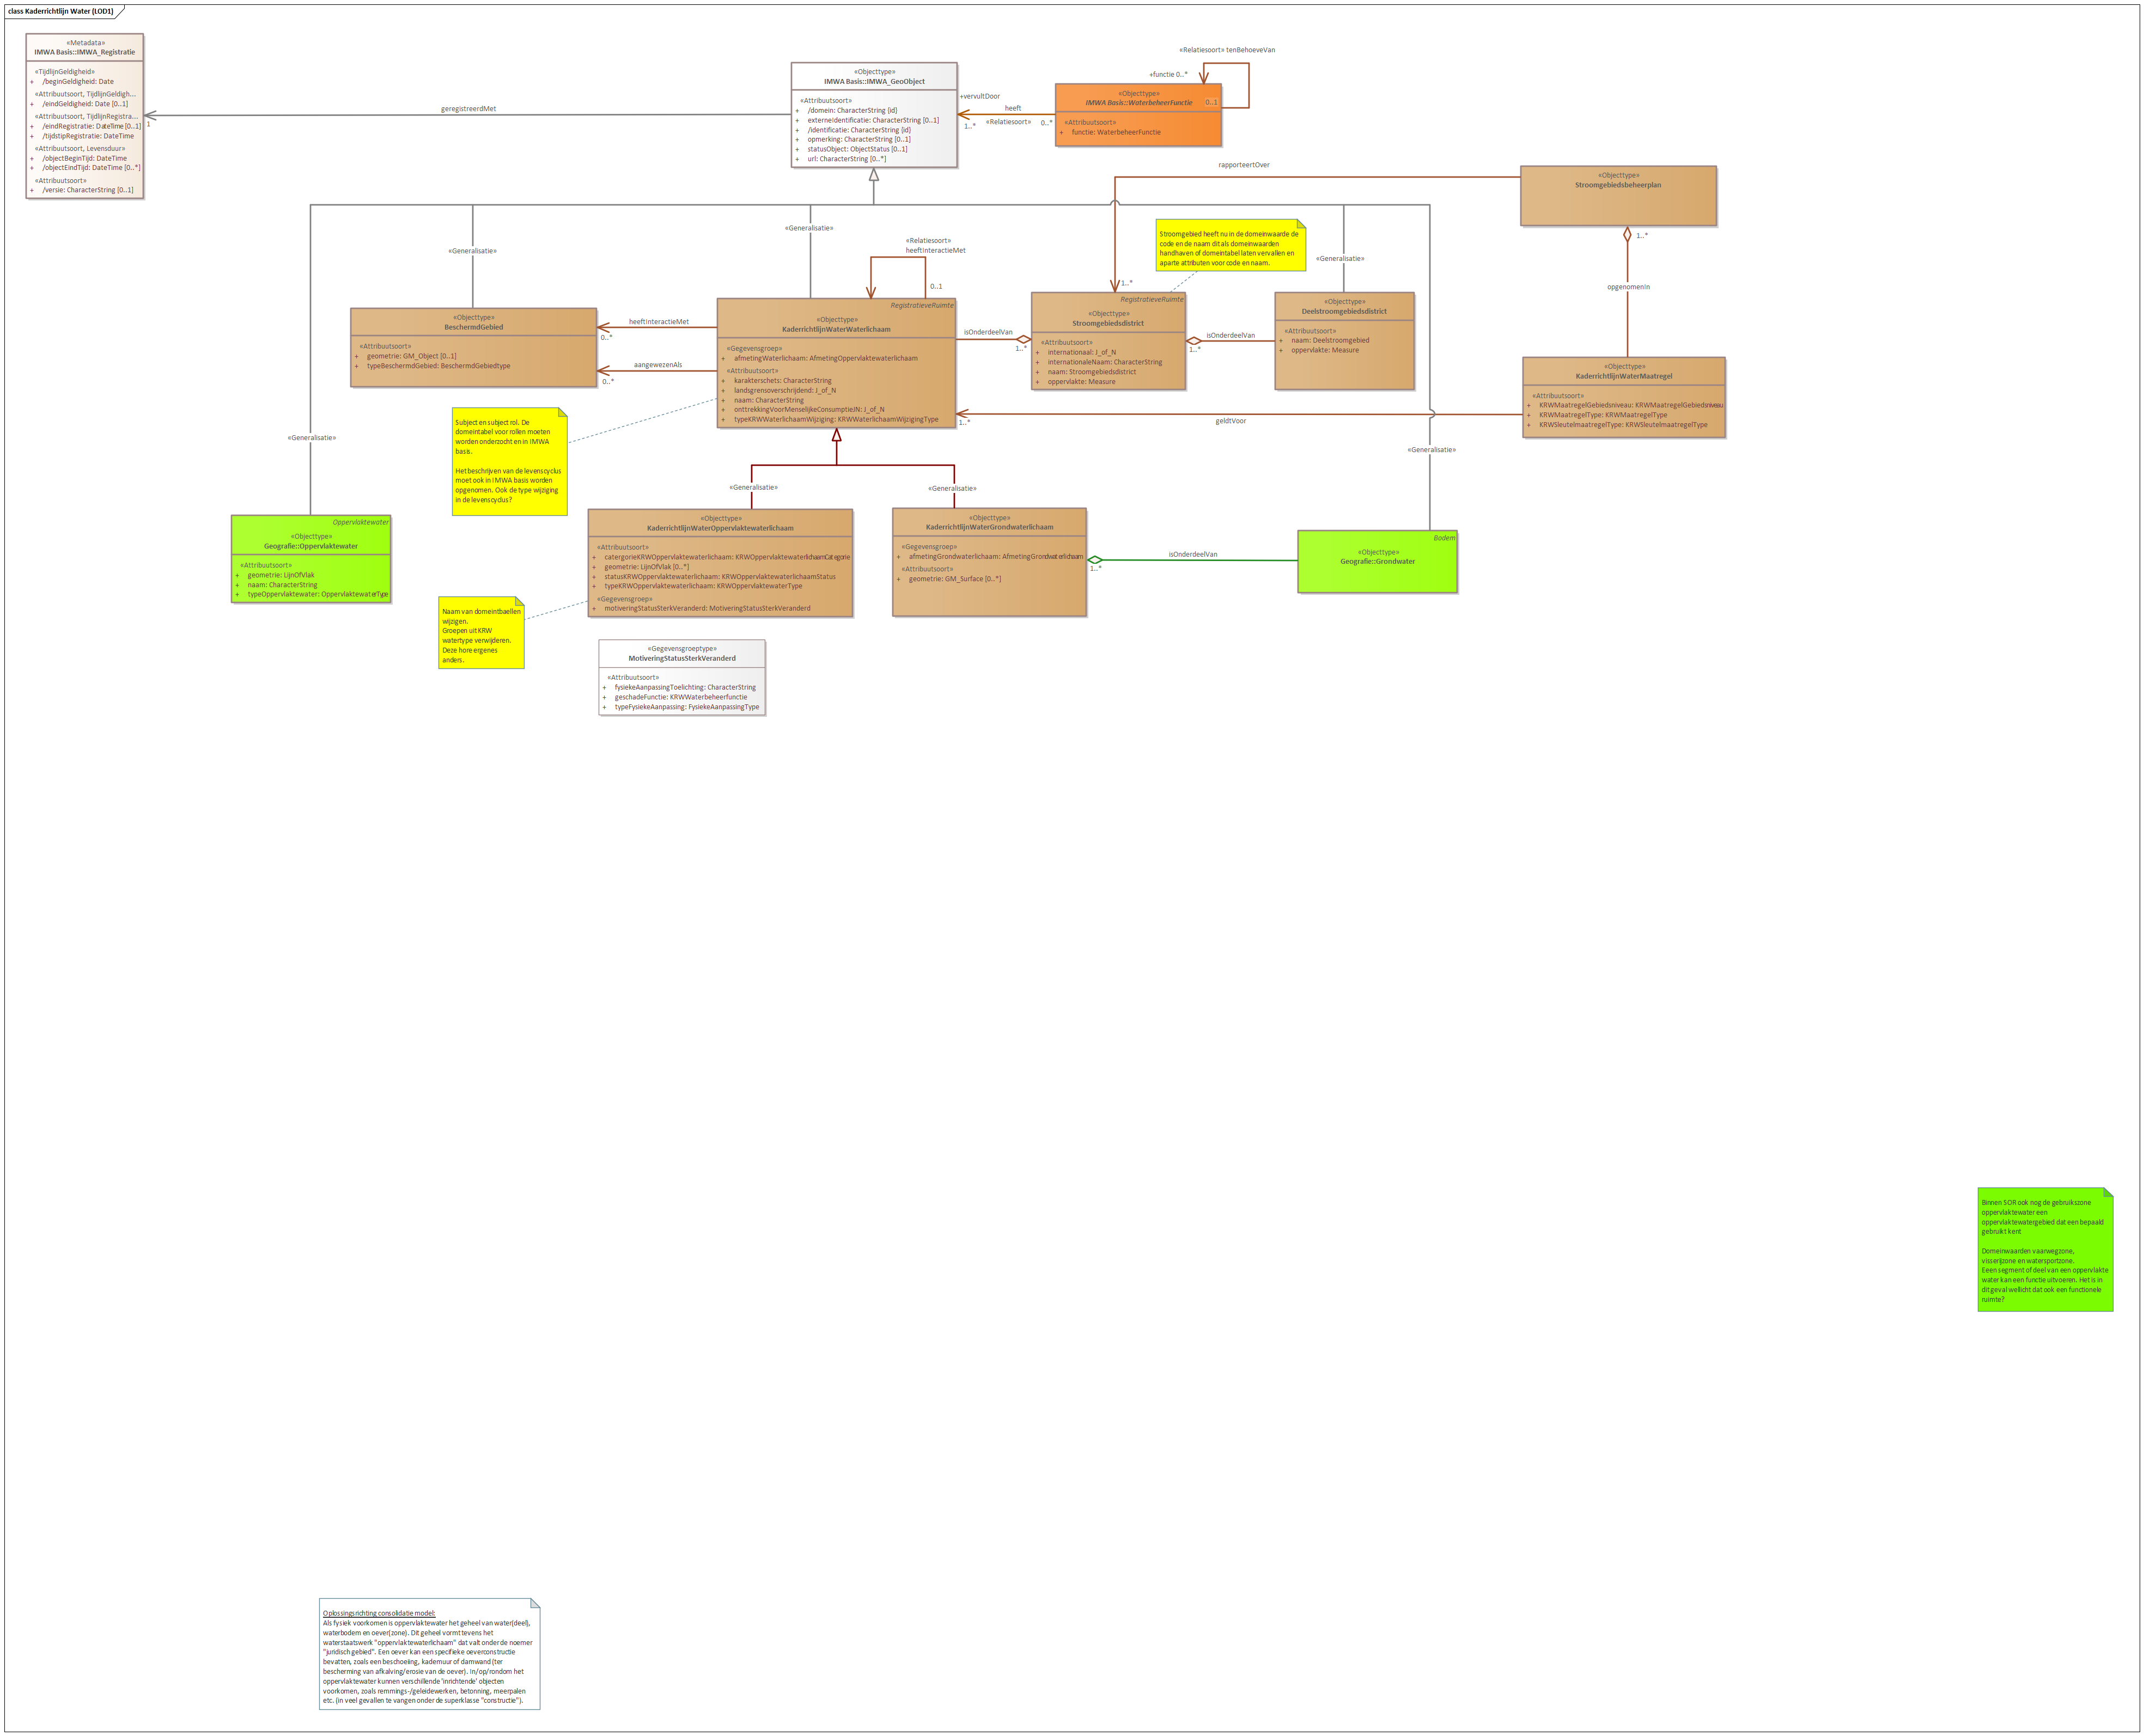 class Kaderrichtlijn Water (LOD1)
«Metadata»
IMWA Basis::IMWA_Registratie
«TijdlijnGeldigheid»
+ /beginGeldigheid: Date
«Attribuutsoort, TijdlijnGeldigh...
+ /eindGeldigheid: Date [0..1]
«Attribuutsoort, TijdlijnRegistra...
+ /eindRegistratie: DateTime [0..1]
+ /tijdstipRegistratie: DateTime
«Attribuutsoort, Levensduur»
+ /objectBeginTijd: DateTime
+ /objectEindTijd: DateTime [0..*]
«Attribuutsoort»
+ /versie: CharacterString [0..1]
1
geregistreerdMet
«Objecttype»
IMWA Basis::IMWA_GeoObject
«Attribuutsoort»
+ /domein: CharacterString {id}
+ externeIdentificatie: CharacterString [0..1]
+ /identificatie: CharacterString {id}
+ opmerking: CharacterString [0..1]
+ statusObject: ObjectStatus [0..1]
+ url: CharacterString [0..*]
+vervultDoor
1..*
heeft
«Relatiesoort»
0..*
«Relatiesoort» tenBehoeveVan
+functie 0..*
«Objecttype»
IMWA Basis::WaterbeheerFunctie
0..1
«Attribuutsoort»
+ functie: WaterbeheerFunctie
rapporteertOver
1..*
«Objecttype»
Stroomgebiedsbeheerplan
1..*
opgenomenIn
«Generalisatie»
«Generalisatie»
«Generalisatie»
«Generalisatie»
«Generalisatie»
Stroomgebied heeft nu in de domeinwaarde de
code en de naam dit als domeinwaarden
handhaven of domeintabel laten vervallen en
aparte attributen voor code en naam.
«Relatiesoort»
heeftInteractieMet
0..1
«Objecttype»
BeschermdGebied
«Attribuutsoort»
+ geometrie: GM_Object [0..1]
+ typeBeschermdGebied: BeschermdGebiedtype
heeftInteractieMet
0..*
aangewezenAls
0..*
RegistratieveRuimte
«Objecttype»
KaderrichtlijnWaterWaterlichaam
«Gegevensgroep»
+ afmetingWaterlichaam: AfmetingOppervlaktewaterlichaam
«Attribuutsoort»
+ karakterschets: CharacterString
+ landsgrensoverschrijdend: J_of_N
+ naam: CharacterString
+ onttrekkingVoorMenselijkeConsumptieJN: J_of_N
+ typeKRWWaterlichaamWijziging: KRWWaterlichaamWijzigingType
isOnderdeelVan
1..*
RegistratieveRuimte
«Objecttype»
Stroomgebiedsdistrict
«Attribuutsoort»
+ internationaal: J_of_N
+ internationaleNaam: CharacterString
+ naam: Stroomgebiedsdistrict
+ oppervlakte: Measure
isOnderdeelVan
1..*
«Objecttype»
Deelstroomgebiedsdistrict
«Attribuutsoort»
+ naam: Deelstroomgebied
+ oppervlakte: Measure
«Objecttype»
KaderrichtlijnWaterMaatregel
«Attribuutsoort»
+ KRWMaatregelGebiedsniveau: KRWMaatregelGebiedsniveau
+ KRWMaatregelType: KRWMaatregelType
+ KRWSleutelmaatregelType: KRWSleutelmaatregelType
1..*
geldtVoor
Subject en subject rol. De
domeintabel voor rollen moeten
worden onderzocht en in IMWA
basis.
Het beschrijven van de levenscyclus
moet ook in IMWA basis worden
opgenomen. Ook de type wijziging
in de levenscyclus?
«Generalisatie»
«Generalisatie»
Oppervlaktewater
«Objecttype»
Geografie::Oppervlaktewater
«Attribuutsoort»
+ geometrie: LijnOfVlak
+ naam: CharacterString
+ typeOppervlaktewater: OppervlaktewaterType
«Objecttype»
KaderrichtlijnWaterOppervlaktewaterlichaam
«Attribuutsoort»
+ catergorieKRWOppervlaktewaterlichaam: KRWOppervlaktewaterlichaamCategorie
+ geometrie: LijnOfVlak [0..*]
+ statusKRWOppervlaktewaterlichaam: KRWOppervlaktewaterlichaamStatus
+ typeKRWOppervlaktewaterlichaam: KRWOppervlaktewaterType
«Gegevensgroep»
+ motiveringStatusSterkVeranderd: MotiveringStatusSterkVeranderd
«Objecttype»
KaderrichtlijnWaterGrondwaterlichaam
«Gegevensgroep»
+ afmetingGrondwaterlichaam: AfmetingGrondwaterlichaam
«Attribuutsoort»
+ geometrie: GM_Surface [0..*]
isOnderdeelVan
1..*
Bodem
«Objecttype»
Geografie::Grondwater
Naam van domeintbaellen
wijzigen.
Groepen uit KRW
watertype verwijderen.
Deze hore ergenes
anders.
«Gegevensgroeptype»
MotiveringStatusSterkVeranderd
«Attribuutsoort»
+ fysiekeAanpassingToelichting: CharacterString
+ geschadeFunctie: KRWWaterbeheerfunctie
+ typeFysiekeAanpassing: FysiekeAanpassingType
Binnen SOR ook nog de gebruikszone
oppervlaktewater een
oppervlaktewatergebied dat een bepaald
gebruikt kent
Domeinwaarden vaarwegzone,
visserijzone en watersportzone.
Eeen segment of deel van een oppervlakte
water kan een functie uitvoeren. Het is in
dit geval wellicht dat ook een functionele
ruimte?
Oplossingsrichting consolidatie model:
Als fysiek voorkomen is oppervlaktewater het geheel van water(deel),
waterbodem en oever(zone). Dit geheel vormt tevens het
waterstaatswerk "oppervlaktewaterlichaam" dat valt onder de noemer
"juridisch gebied". Een oever kan een specifieke oeverconstructie
bevatten, zoals een beschoeiing, kademuur of damwand (ter
bescherming van afkalving/erosie van de oever). In/op/rondom het
oppervlaktewater kunnen verschillende 'inrichtende' objecten
voorkomen, zoals remmings-/geleidewerken, betonning, meerpalen
etc. (in veel gevallen te vangen onder de superklasse "constructie").